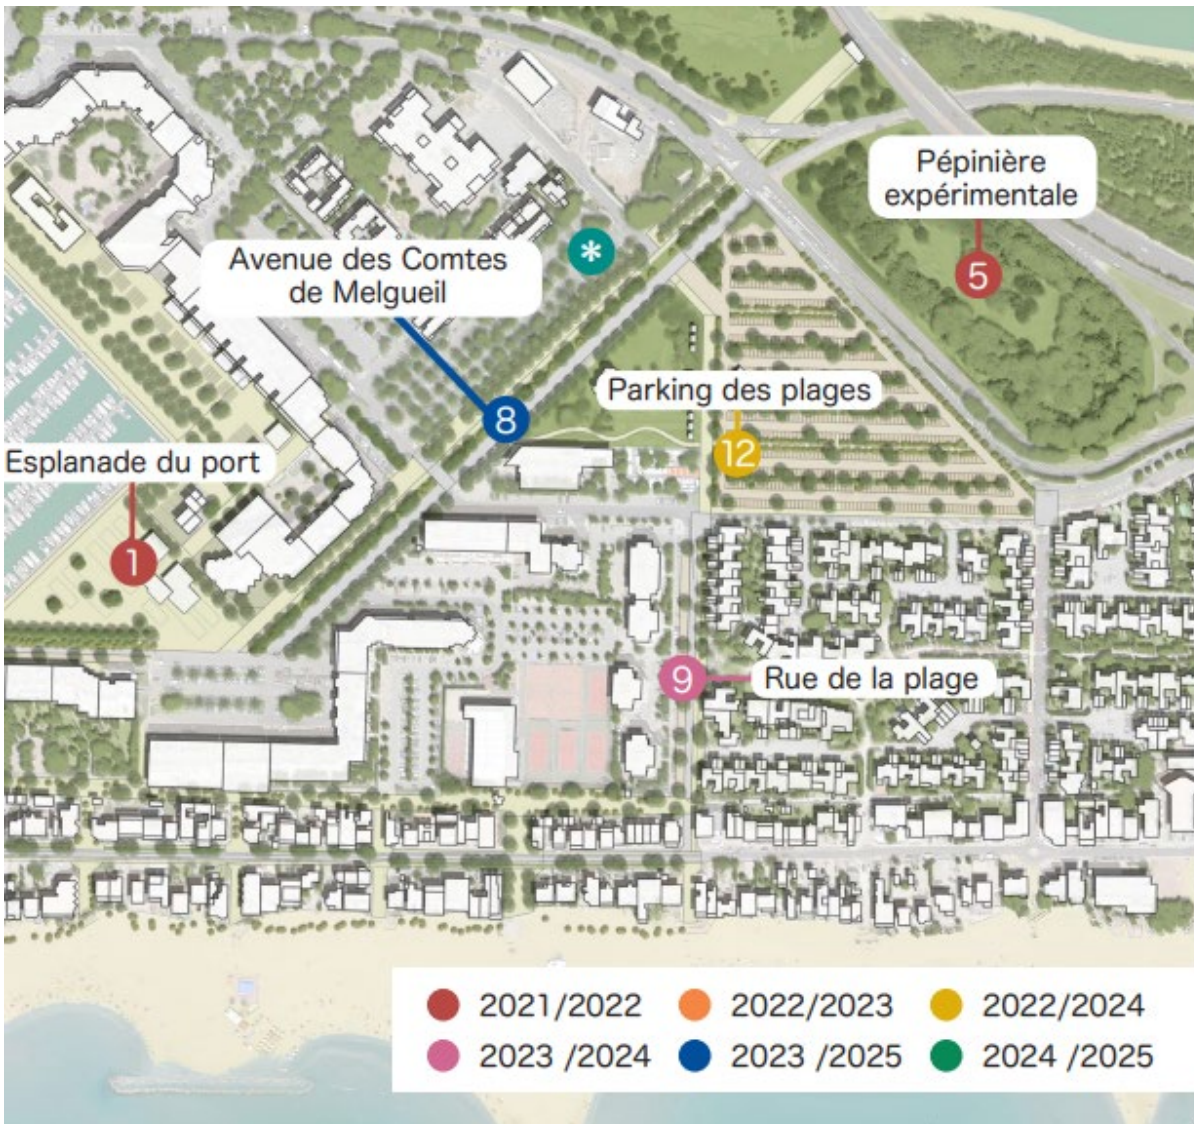 Pépinière
expérimentale
5
*
Avenue des Comtes
de Melgueil
8
Parking des plages
12
Esplanade du port
1
9
Rue de la plage
2021/2022
2022/2023
2022/2024
2023 /2024
2023 /2025
2024 /2025